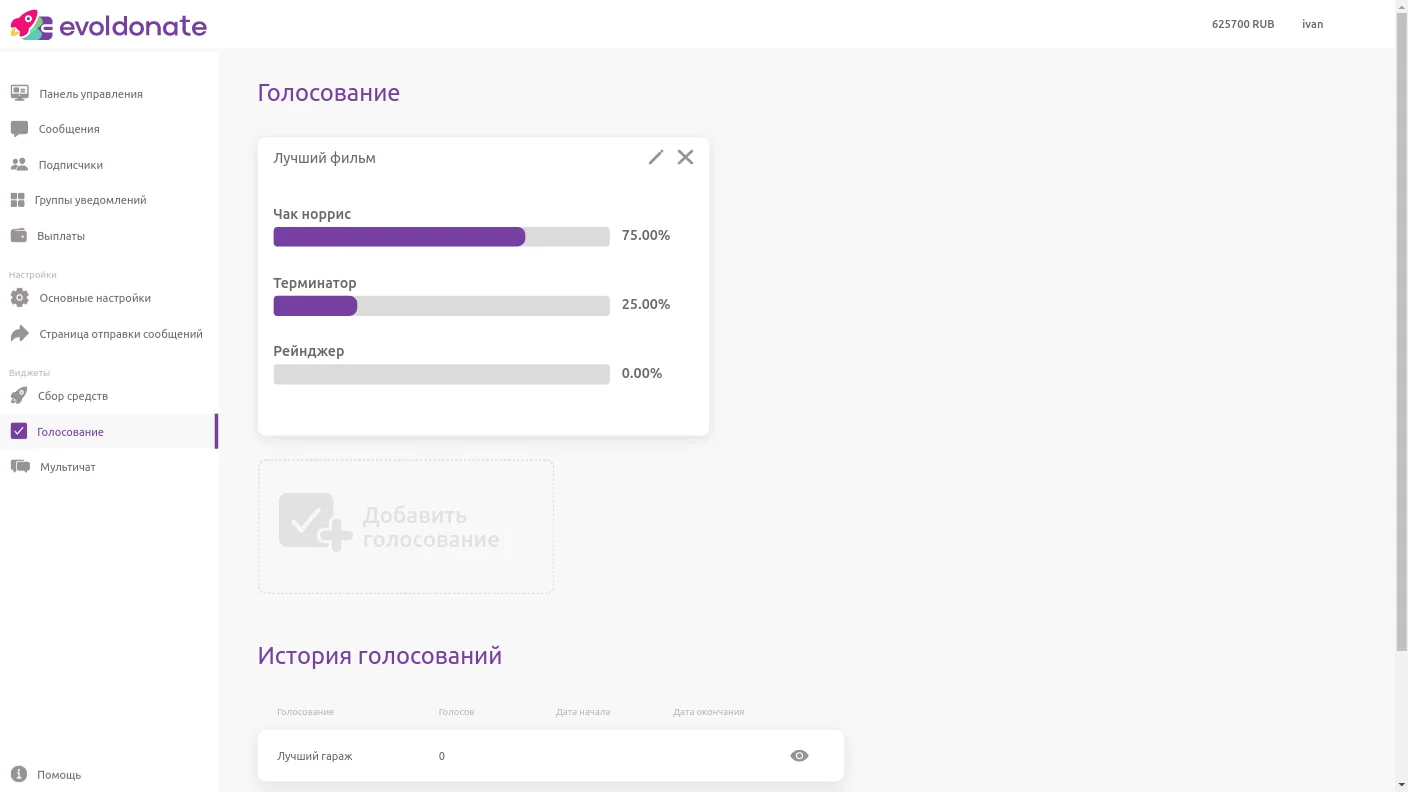 evoldonate
625700 RUB
ivan
Панель управления
Сообщения
Подписчики
Группы уведомлений
Выплаты
Настройки
Основные настройки
Страница отправки сообщений
Виджеты
Сбор средств
Голосование
Мультичат
Помощь
Голосование
Лучший фильм
Чак норрис
75.00%
Терминатор
25.00%
Рейнджер
0.00%
Добавить
голосование
История голосований
Голосование Голосов Дата начала Дата окончания
Лучший гараж 0